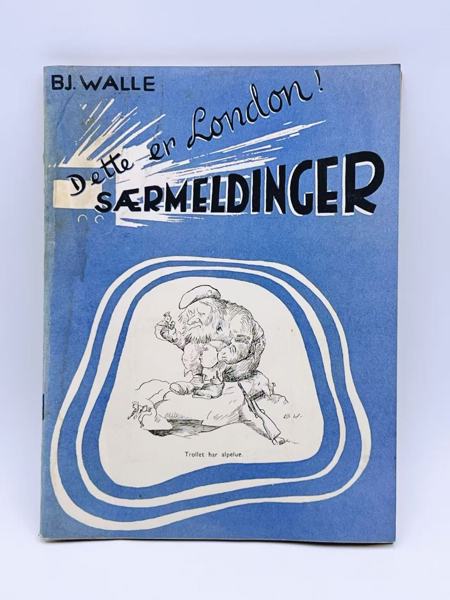 BJ. WALLE
Dette er London!
SÆRMELDINGER
B.W.
Trollet har alpelue.